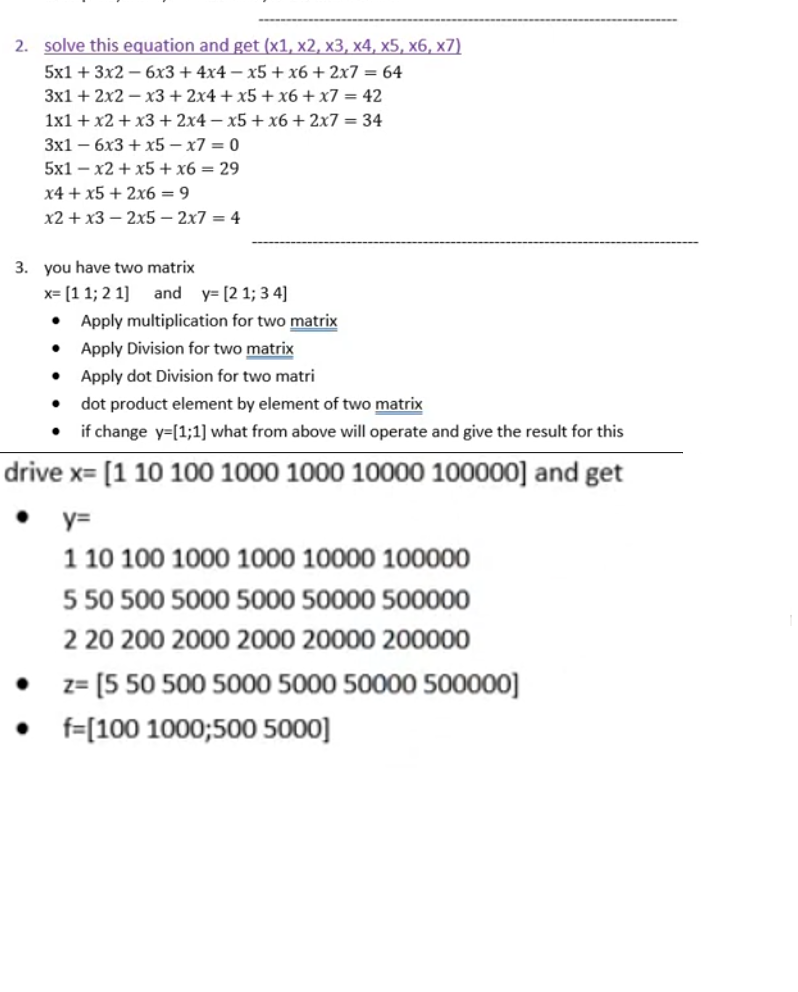 2. solve this equation and get (x1, x2, x3, x4, x5, x6, x7)
5x1 + 3x2 − 6x3 + 4x4 − x5 + x6 + 2x7 = 64
3x1 + 2x2 − x3 + 2x4 + x5 + x6 + x7 = 42
1x1 + x2 + x3 + 2x4 − x5 + x6 + 2x7 = 34
3x1 − 6x3 + x5 − x7 = 0
5x1 − x2 + x5 + x6 = 29
x4 + x5 + 2x6 = 9
x2 + x3 − 2x5 − 2x7 = 4
3. you have two matrix
x= [1 1; 2 1] and y= [2 1; 3 4]
• Apply multiplication for two matrix
• Apply Division for two matrix
• Apply dot Division for two matri
• dot product element by element of two matrix
• if change y=[1;1] what from above will operate and give the result for this
drive x= [1 10 100 1000 1000 10000 100000] and get
• y=
1 10 100 1000 1000 10000 100000
5 50 500 5000 5000 50000 500000
2 20 200 2000 2000 20000 200000
• z= [5 50 500 5000 5000 50000 500000]
• f=[100 1000;500 5000]